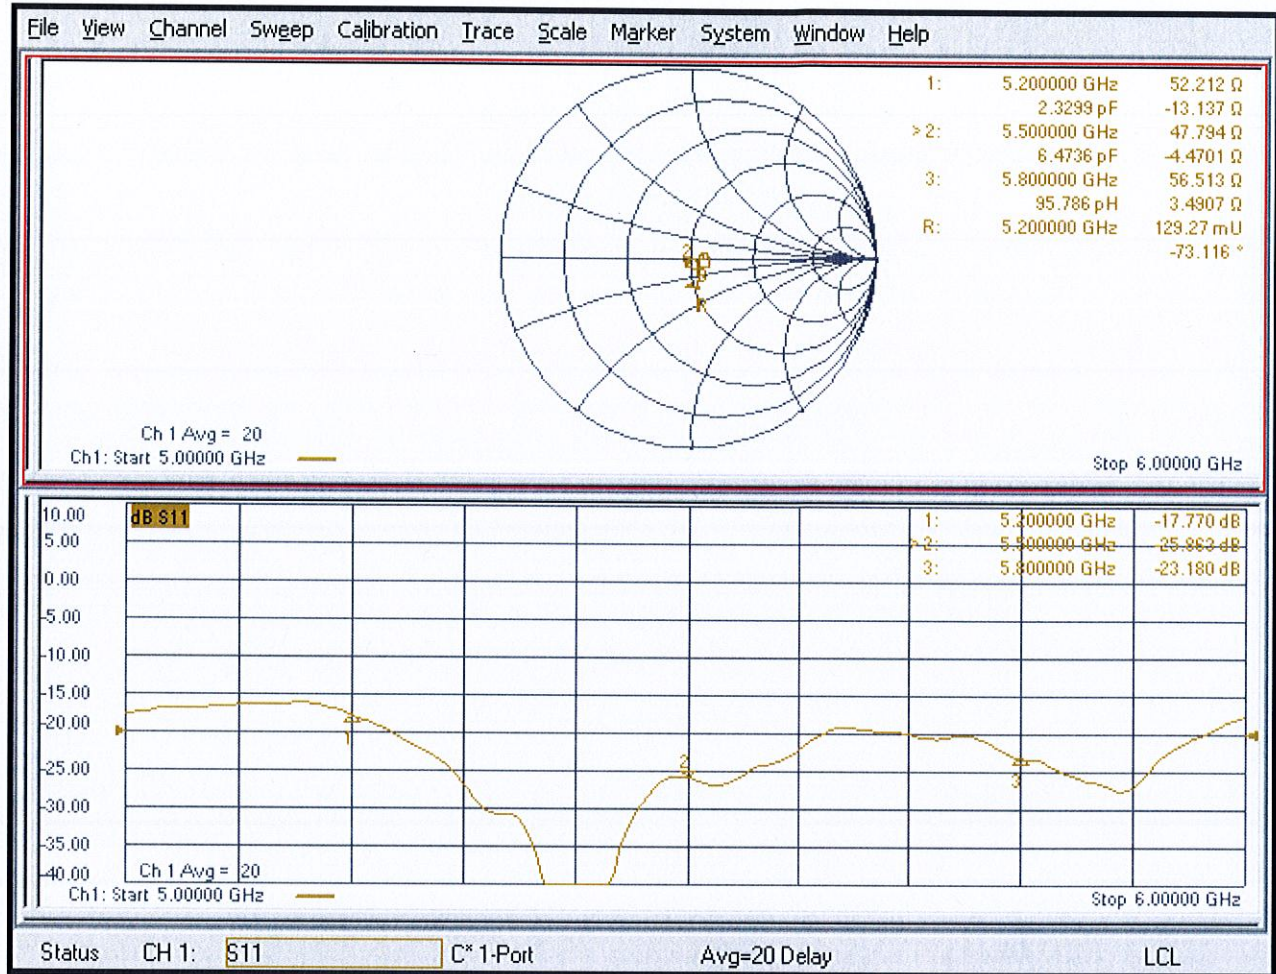 File View Channel Sweep Calibration Trace Scale Marker System Window Help
1: 5.200000 GHz 52.212 Ω
2.3299 pF -13.137 Ω
> 2: 5.500000 GHz 47.794 Ω
6.4736 pF -4.4701 Ω
3: 5.800000 GHz 56.513 Ω
95.786 pH 3.4907 Ω
R: 5.200000 GHz 129.27 mU
-73.116 °
2
R
Ch 1 Avg = 20
Ch1: Start 5.00000 GHz
Stop 6.00000 GHz
10.00
dB S11
1: 5.200000 GHz -17.770 dB
5.00
> 2: 5.500000 GHz -25.863 dB
3: 5.800000 GHz -23.180 dB
0.00
-5.00
-10.00
-15.00
-20.00
1
2
-25.00
3
-30.00
-35.00
-40.00
Ch 1 Avg = 20
Ch1: Start 5.00000 GHz
Stop 6.00000 GHz
Status CH 1: S11 C* 1-Port Avg=20 Delay LCL